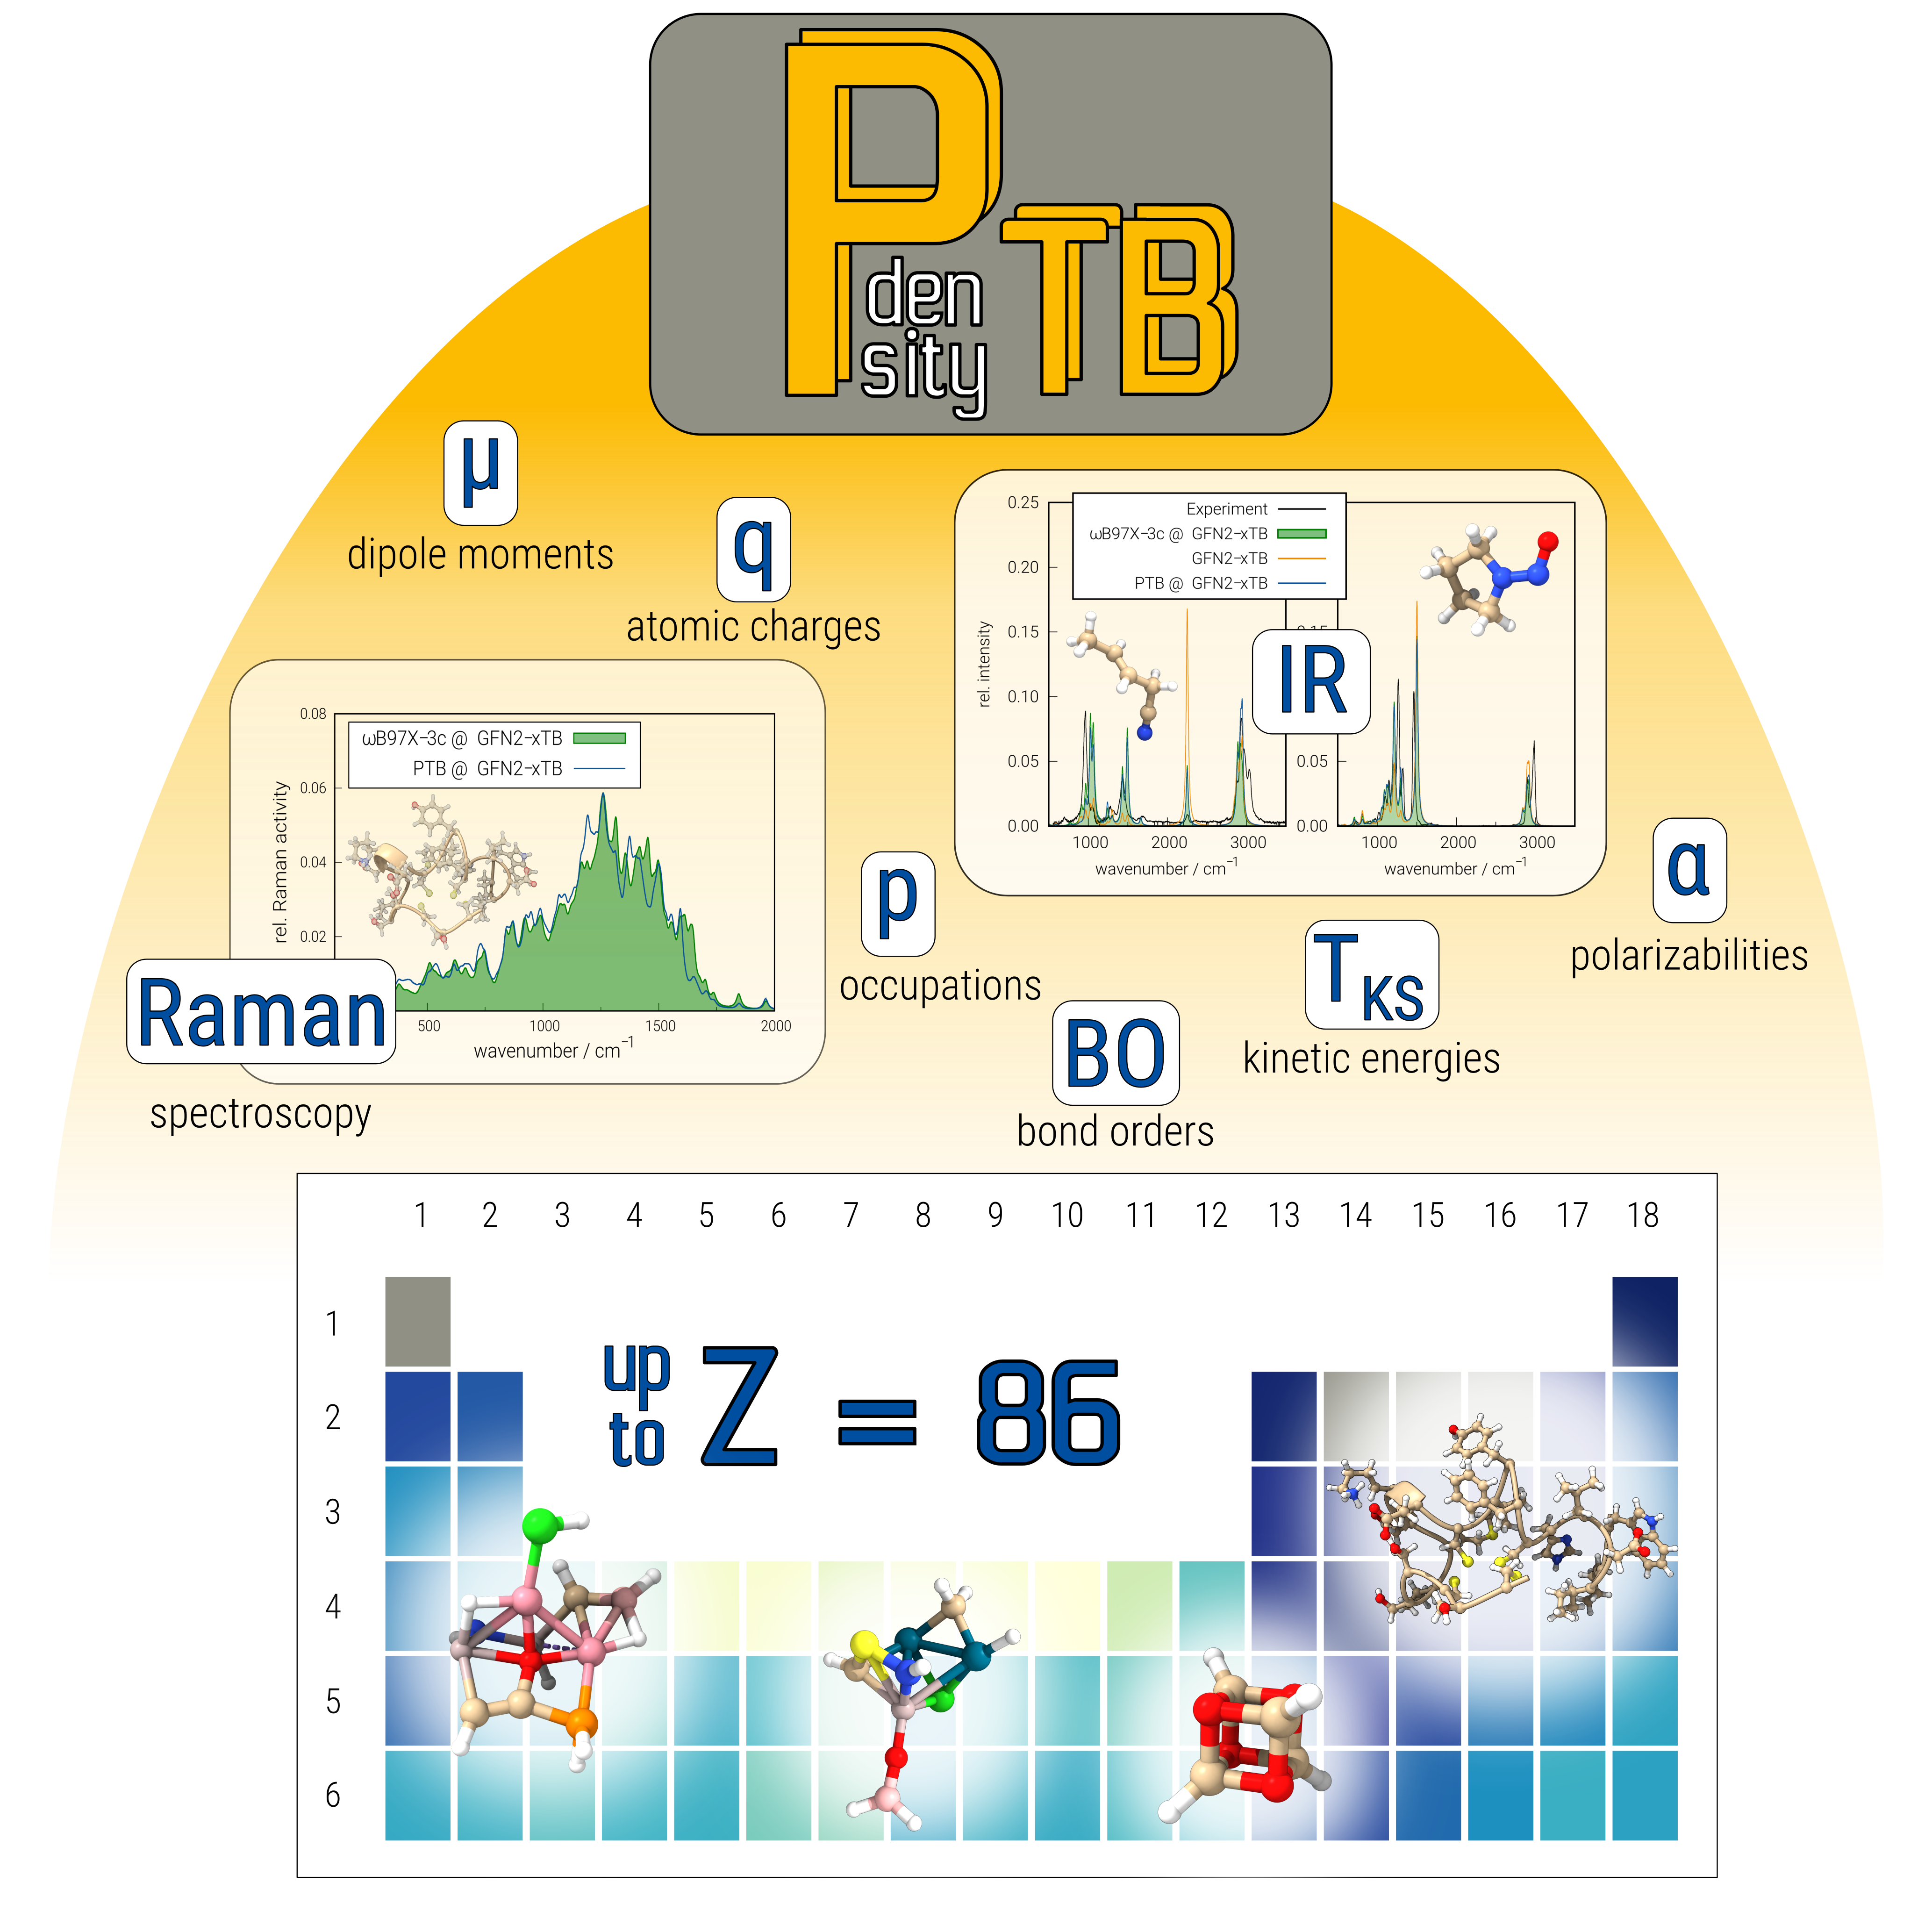 P
TB
den
sity
μ
dipole moments
q
atomic charges
0.25
0.20
0.15
0.10
0.05
0.00
rel. intensity
Experiment
ωB97X-3c @ GFN2-xTB
GFN2-xTB
PTB @ GFN2-xTB
1000 2000 3000
wavenumber / cm⁻¹
IR
0.05
0.00
1000 2000 3000
wavenumber / cm⁻¹
0.08
0.06
0.04
0.02
rel. Raman activity
ωB97X-3c @ GFN2-xTB
PTB @ GFN2-xTB
500 1000 1500 2000
wavenumber / cm⁻¹
Raman
spectroscopy
p
occupations
BO
bond orders
T_KS
kinetic energies
α
polarizabilities
1 2 3 4 5 6 7 8 9 10 11 12 13 14 15 16 17 18
1
2
3
4
5
6
up
to
Z = 86